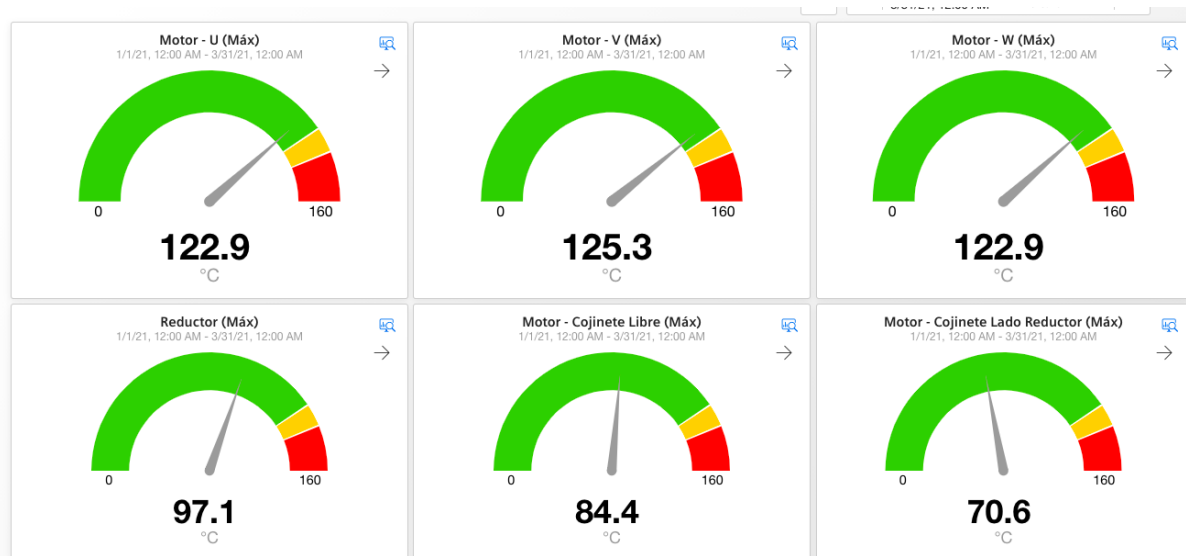 Motor - U (Máx)
1/1/21, 12:00 AM - 3/31/21, 12:00 AM
0
160
122.9
°C
Motor - V (Máx)
1/1/21, 12:00 AM - 3/31/21, 12:00 AM
0
160
125.3
°C
Motor - W (Máx)
1/1/21, 12:00 AM - 3/31/21, 12:00 AM
0
160
122.9
°C
Reductor (Máx)
1/1/21, 12:00 AM - 3/31/21, 12:00 AM
0
160
97.1
°C
Motor - Cojinete Libre (Máx)
1/1/21, 12:00 AM - 3/31/21, 12:00 AM
0
160
84.4
°C
Motor - Cojinete Lado Reductor (Máx)
1/1/21, 12:00 AM - 3/31/21, 12:00 AM
0
160
70.6
°C